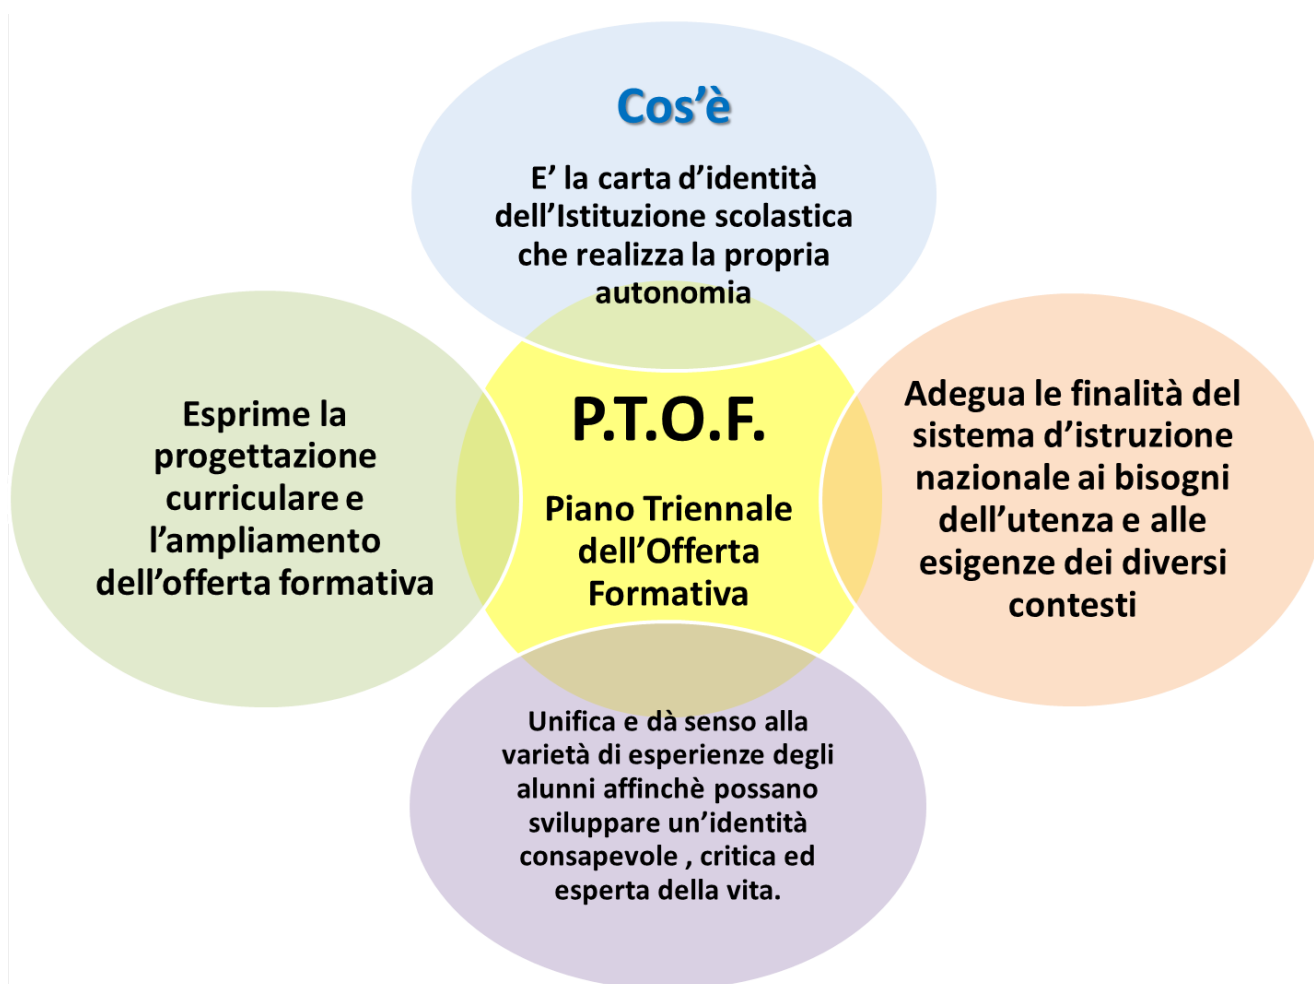 Cos’è
E’ la carta d’identità
dell’Istituzione scolastica
che realizza la propria
autonomia
Esprime la
progettazione
curriculare e
l’ampliamento
dell’offerta formativa
P.T.O.F.
Piano Triennale
dell’Offerta
Formativa
Adegua le finalità del
sistema d’istruzione
nazionale ai bisogni
dell’utenza e alle
esigenze dei diversi
contesti
Unifica e dà senso alla
varietà di esperienze degli
alunni affinchè possano
sviluppare un’identità
consapevole , critica ed
esperta della vita.